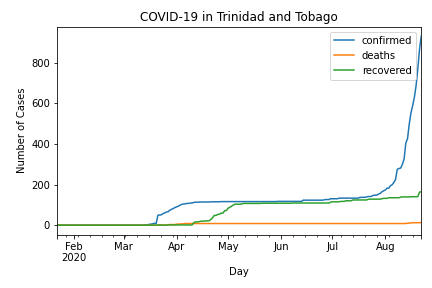 COVID-19 in Trinidad and Tobago
confirmed
deaths
recovered
Number of Cases
800
600
400
200
0
Feb Mar Apr May Jun Jul Aug
2020
Day